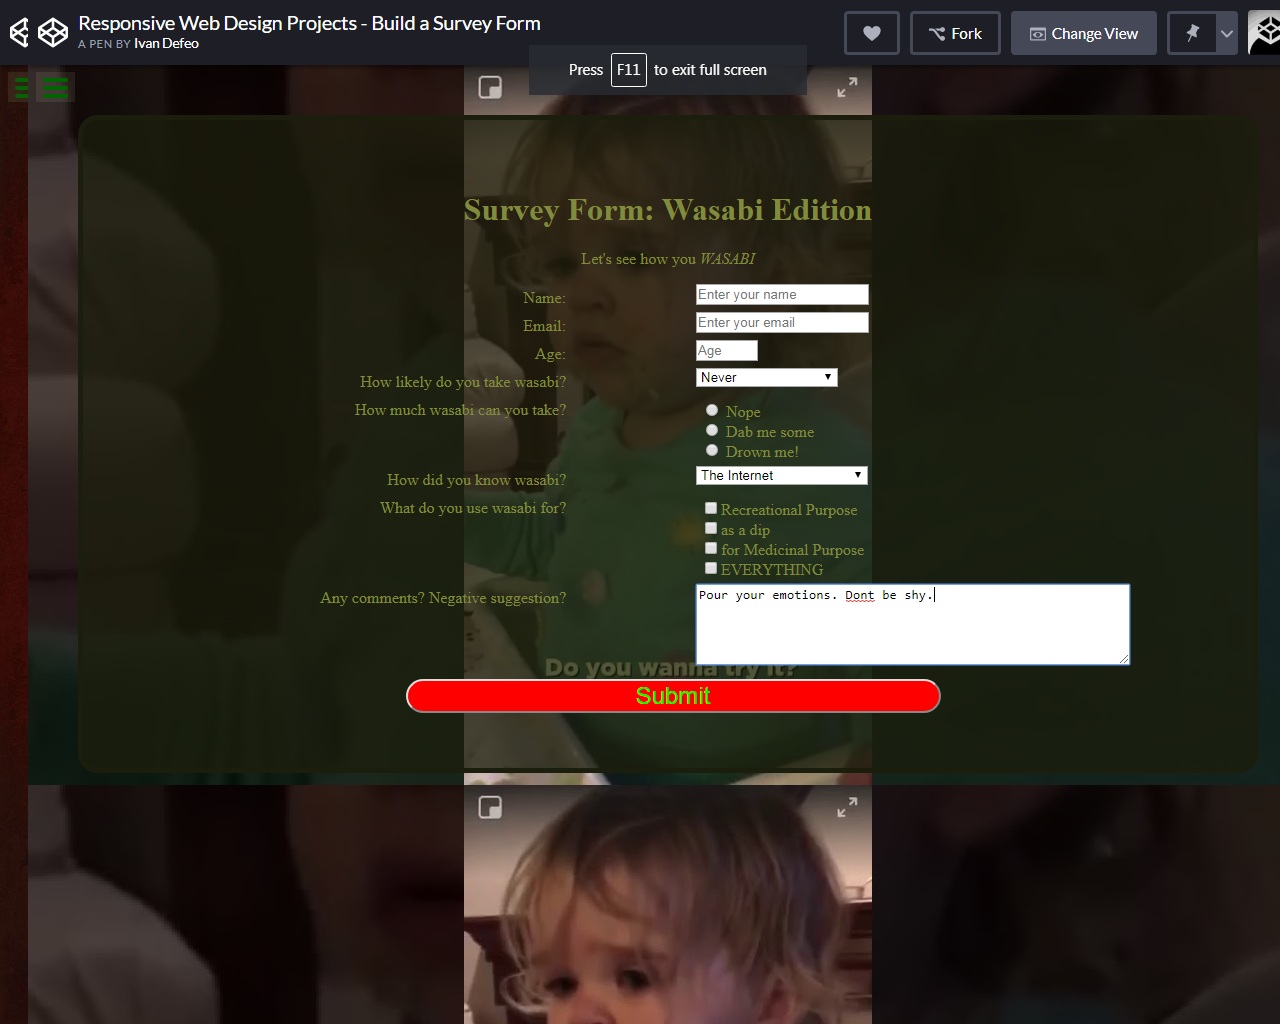 Responsive Web Design Projects - Build a Survey Form
A PEN BY Ivan Defeo
Fork
Change View
Press F11 to exit full screen
Survey Form: Wasabi Edition
Let's see how you WASABI
Name:
Enter your name
Email:
Enter your email
Age:
Age
How likely do you take wasabi?
Never
How much wasabi can you take?
Nope
Dab me some
Drown me!
How did you know wasabi?
The Internet
What do you use wasabi for?
Recreational Purpose
as a dip
for Medicinal Purpose
EVERYTHING
Any comments? Negative suggestion?
Pour your emotions. Dont be shy.
Do you wanna try it?
Submit